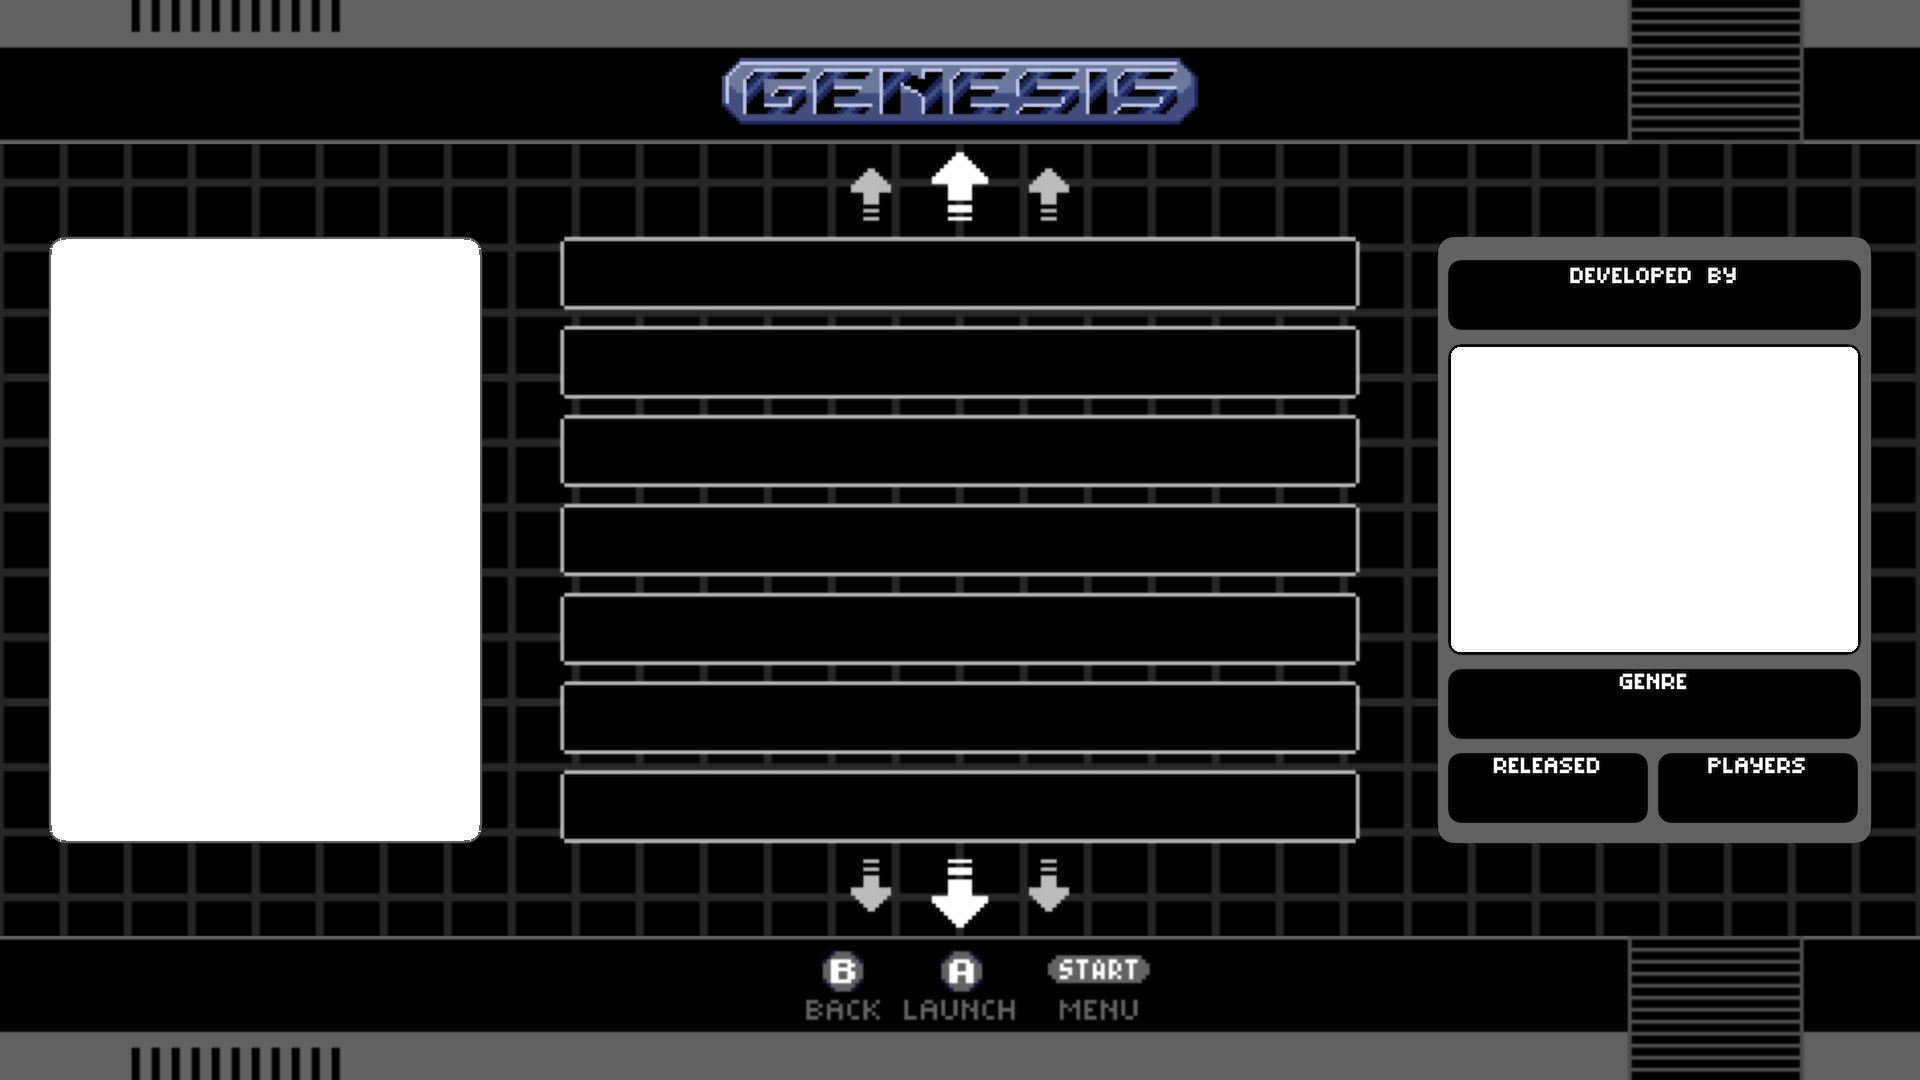 GENESIS
DEVELOPED BY
GENRE
RELEASED
PLAYERS
B
A
START
BACK
LAUNCH
MENU